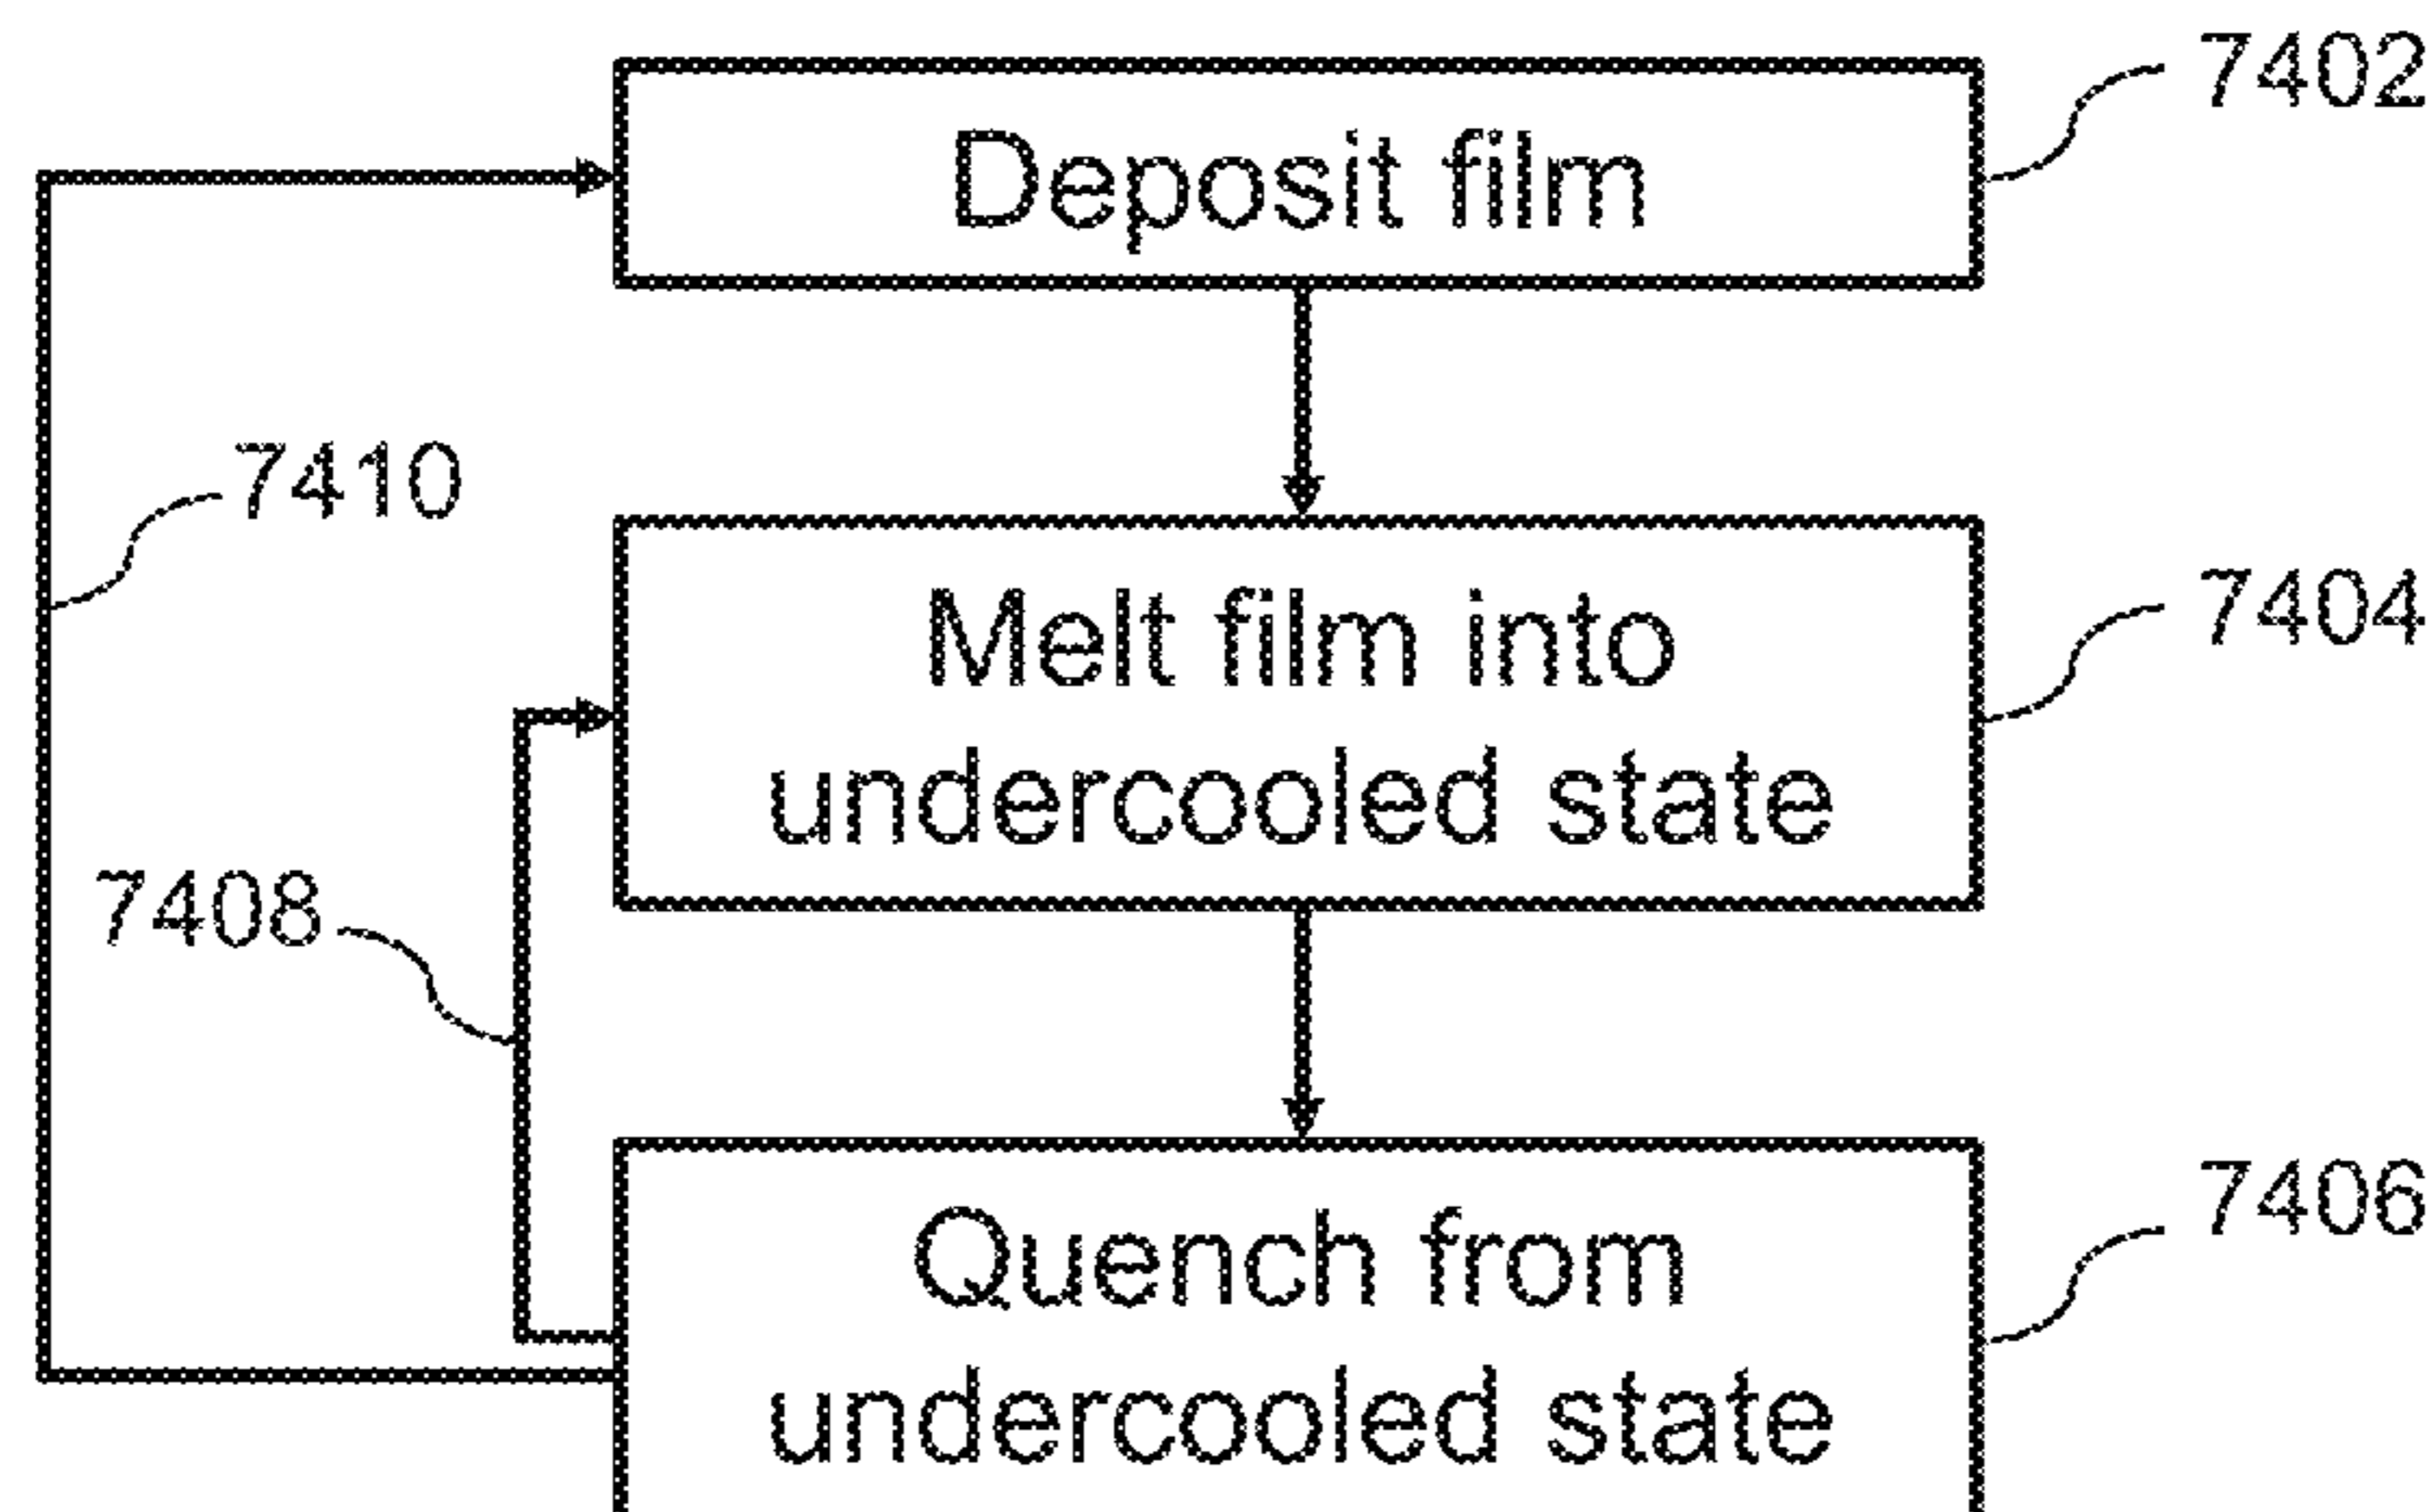 7402
Deposit film
7410
Melt film into
7404
undercooled state
7408
7406
Quench from
undercooled state